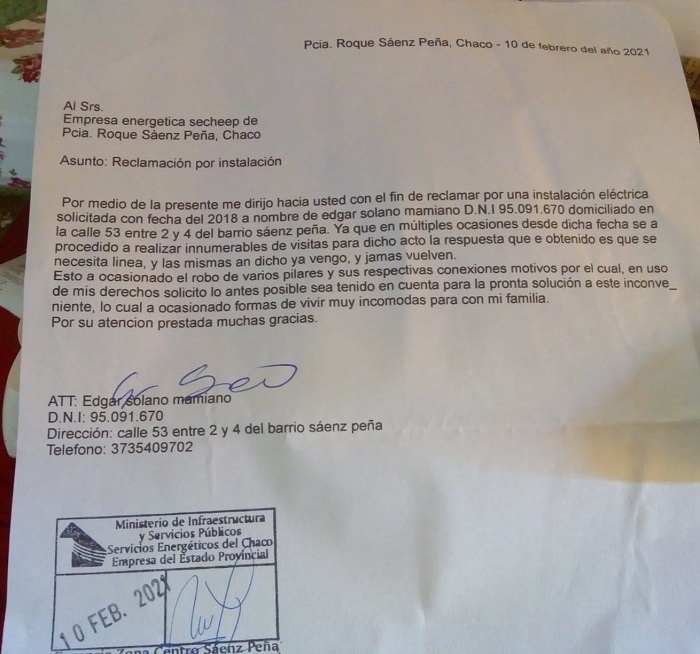 Pcia. Roque Sáenz Peña, Chaco - 10 de febrero del año 2021
Al Srs.
Empresa energetica secheep de
Pcia. Roque Sáenz Peña, Chaco
Asunto: Reclamación por instalación
Por medio de la presente me dirijo hacia usted con el fin de reclamar por una instalación eléctrica
solicitada con fecha del 2018 a nombre de edgar solano mamiano D.N.I 95.091.670 domiciliado en
la calle 53 entre 2 y 4 del barrio sáenz peña. Ya que en múltiples ocasiones desde dicha fecha se a
procedido a realizar innumerables de visitas para dicho acto la respuesta que e obtenido es que se
necesita linea, y las mismas an dicho ya vengo, y jamas vuelven.
Esto a ocasionado el robo de varios pilares y sus respectivas conexiones motivos por el cual, en uso
de mis derechos solicito lo antes posible sea tenido en cuenta para la pronta solución a este inconve_
niente, lo cual a ocasionado formas de vivir muy incomodas para con mi familia.
Por su atencion prestada muchas gracias.
ATT: Edgar solano mamiano
D.N.I: 95.091.670
Dirección: calle 53 entre 2 y 4 del barrio sáenz peña
Telefono: 3735409702
Ministerio de Infraestructura
y Servicios Públicos
Servicios Energéticos del Chaco
Empresa del Estado Provincial
10 FEB. 2021
Zona Centro Sáenz Peña